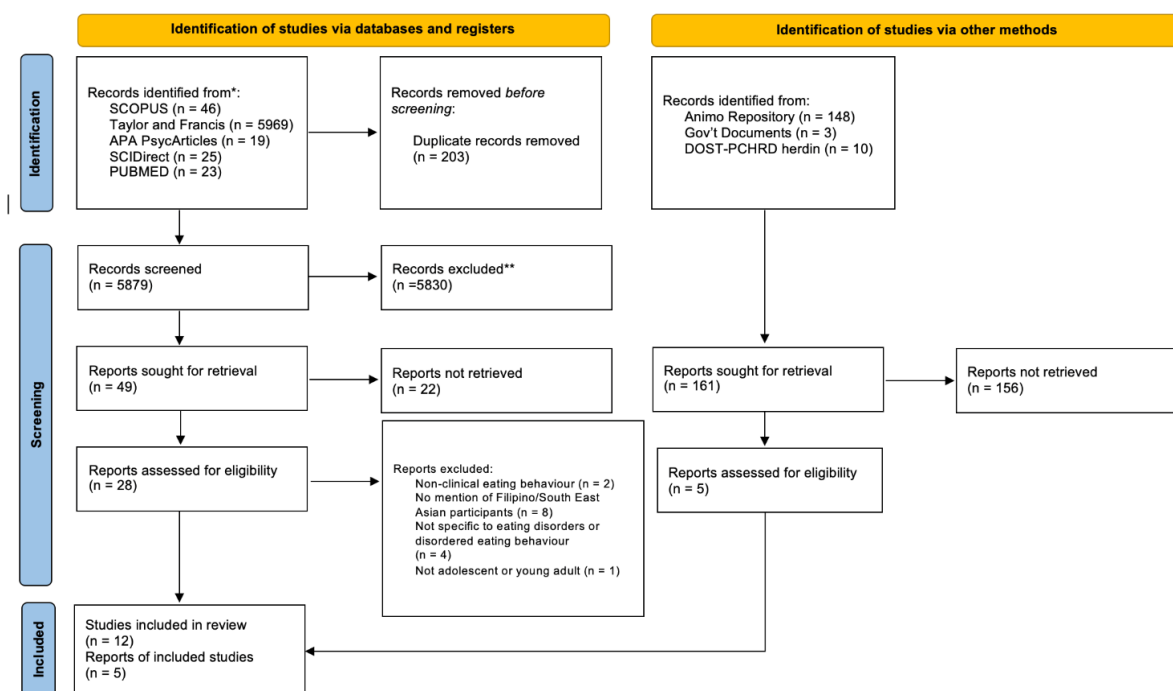 Identification of studies via databases and registers
Identification of studies via other methods
Identification
Records identified from*:
SCOPUS (n = 46)
Taylor and Francis = 5969)
APA PsycArticles (n = 19)
SCIDirect (n = 25)
PUBMED (n = 23)
Records removed before
screening:
Duplicate records removed
(n = 203)
Records identified from:
Animo Repository (n = 148)
Gov't Documents (n = 3)
DOST-PCHRD herdin (n = 10)
Screening
Records screened
(n = 5879)
Records excluded**
(n =5830)
Reports sought for retrieval
(n = 49)
Reports not retrieved
(n = 22)
Reports sought for retrieval
(n = 161)
Reports not retrieved
(n = 156)
Reports assessed for eligibility
(n = 28)
Reports excluded:
Non-clinical eating behaviour (n = 2)
No mention of Filipino/South East
Asian participants (n = 8)
Not specific to eating disorders or
disordered eating behaviour
(n = 4)
Not adolescent or young adult (n = 1)
Reports assessed for eligibility
(n = 5)
Included
Studies included in review
(n = 12)
Reports of included studies
(n = 5)